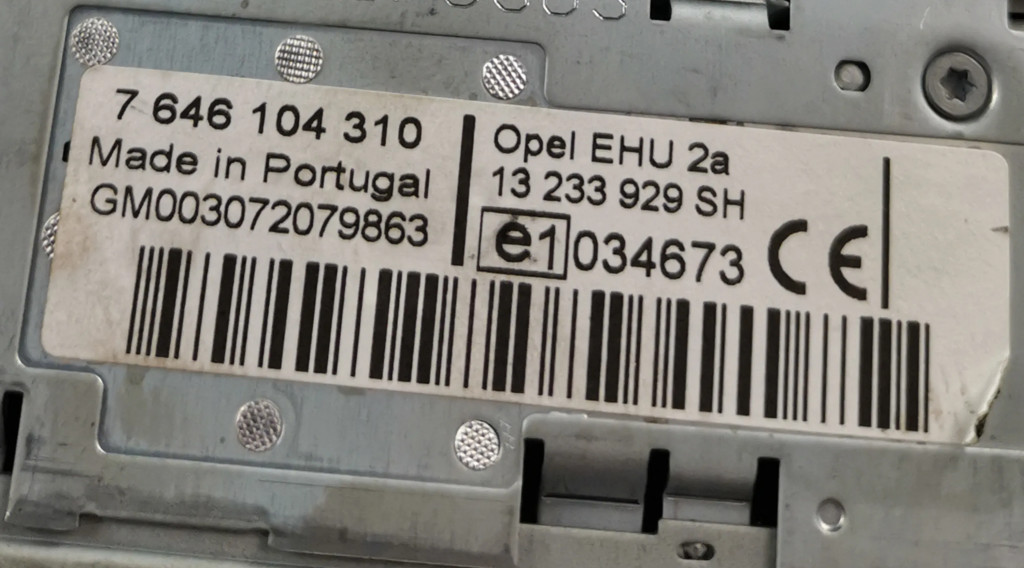 7 646 104 310
Made in Portugal
GM003072079863
Opel EHU 2a
13 233 929 SH
e1 034673 CE